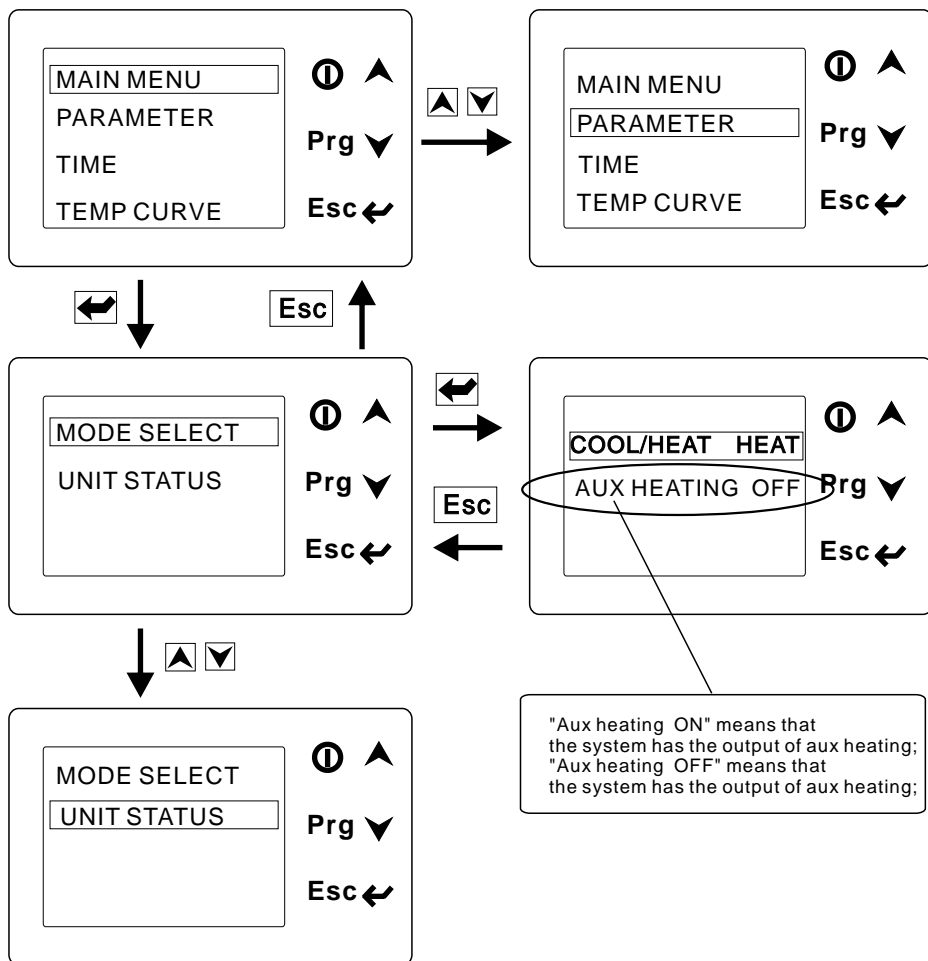 MAIN MENU
PARAMETER
TIME
TEMP CURVE
Prg
Esc
MAIN MENU
PARAMETER
TIME
TEMP CURVE
Prg
Esc
Esc
MODE SELECT
UNIT STATUS
Prg
Esc
Esc
COOL/HEAT HEAT
AUX HEATING OFF
Prg
Esc
MODE SELECT
UNIT STATUS
Prg
Esc
"Aux heating ON" means that
the system has the output of aux heating;
"Aux heating OFF" means that
the system has the output of aux heating;